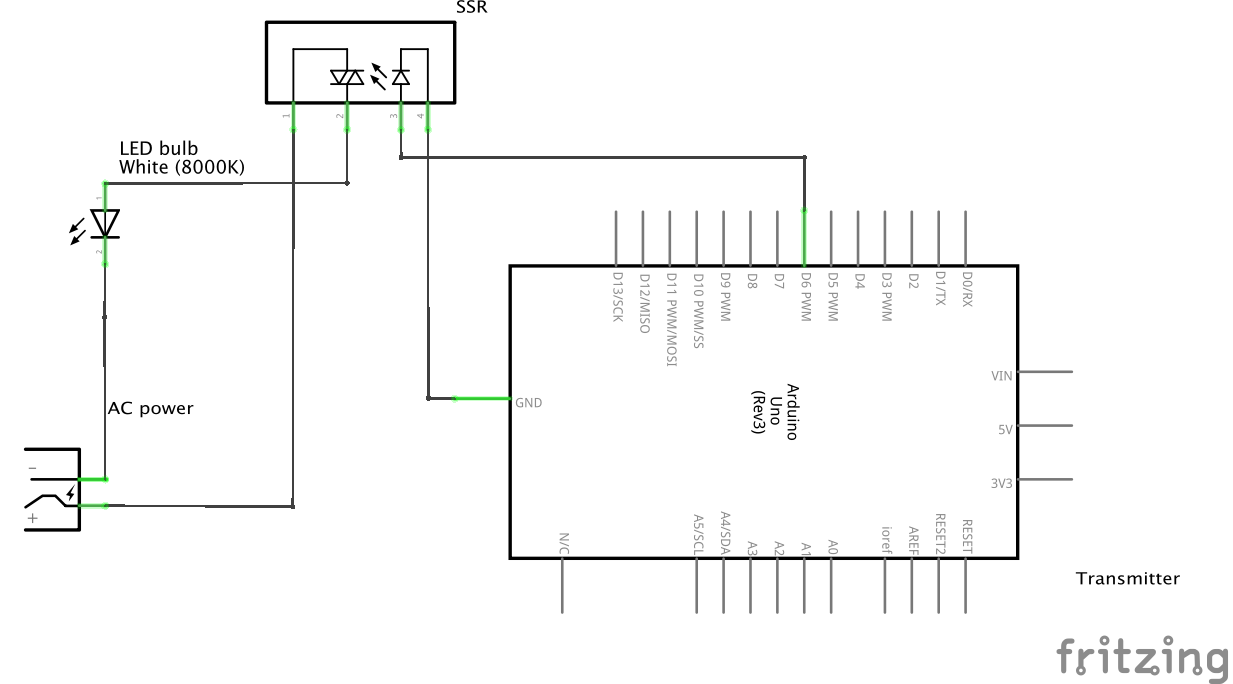 SSR
1
2
3
4
LED bulb
White (8000K)
1
2
D13/SCK
D12/MISO
D11 PWM/MOSI
D10 PWM/SS
D9 PWM
D8
D7
D6 PWM
D5 PWM
D4
D3 PWM
D2
D1/TX
D0/RX
VIN
5V
3V3
GND
Arduino
Uno
(Rev3)
AC power
−
+
N/C
A5/SCL
A4/SDA
A3
A2
A1
A0
ioref
AREF
RESET2
RESET
Transmitter
fritzing